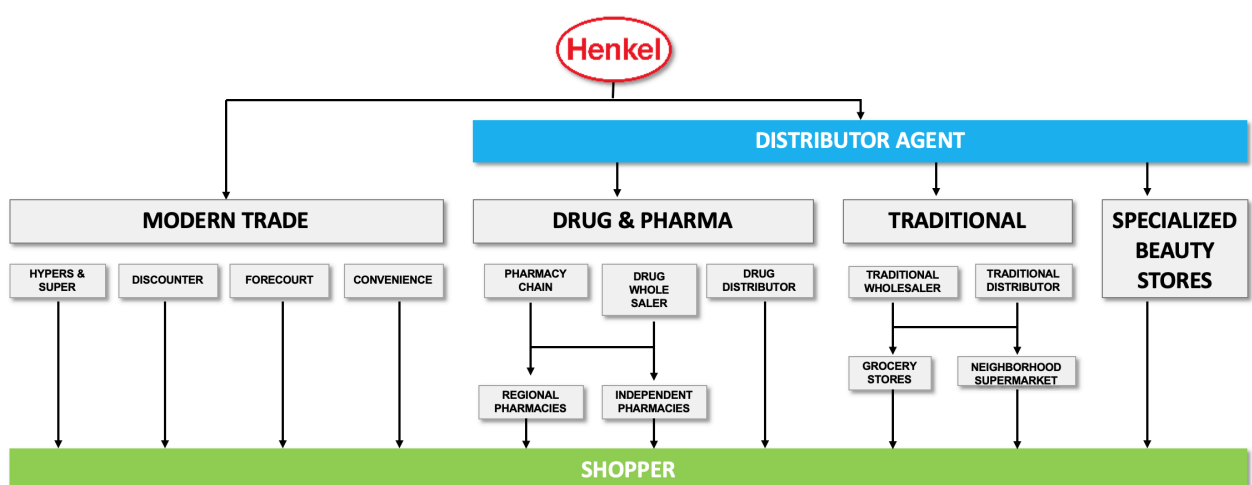 Henkel
DISTRIBUTOR AGENT
MODERN TRADE
DRUG & PHARMA
TRADITIONAL
SPECIALIZED
BEAUTY
STORES
HYPERS &
SUPER
DISCOUNTER
FORECOURT
CONVENIENCE
PHARMACY
CHAIN
DRUG
WHOLE
SALER
DRUG
DISTRIBUTOR
TRADITIONAL
WHOLESALER
TRADITIONAL
DISTRIBUTOR
GROCERY
STORES
NEIGHBORHOOD
SUPERMARKET
REGIONAL
PHARMACIES
INDEPENDENT
PHARMACIES
SHOPPER